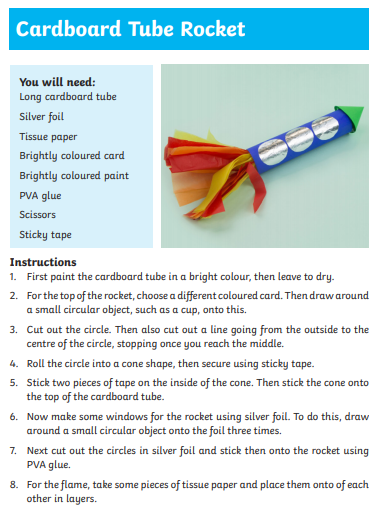 Cardboard Tube Rocket
You will need:
Long cardboard tube
Silver foil
Tissue paper
Brightly coloured card
Brightly coloured paint
PVA glue
Scissors
Sticky tape
Instructions
1. First paint the cardboard tube in a bright colour, then leave to dry.
2. For the top of the rocket, choose a different coloured card. Then draw around
a small circular object, such as a cup, onto this.
3. Cut out the circle. Then also cut out a line going from the outside to the
centre of the circle, stopping once you reach the middle.
4. Roll the circle into a cone shape, then secure using sticky tape.
5. Stick two pieces of tape on the inside of the cone. Then stick the cone onto
the top of the cardboard tube.
6. Now make some windows for the rocket using silver foil. To do this, draw
around a small circular object onto the foil three times.
7. Next cut out the circles in silver foil and stick then onto the rocket using
PVA glue.
8. For the flame, take some pieces of tissue paper and place them onto of each
other in layers.